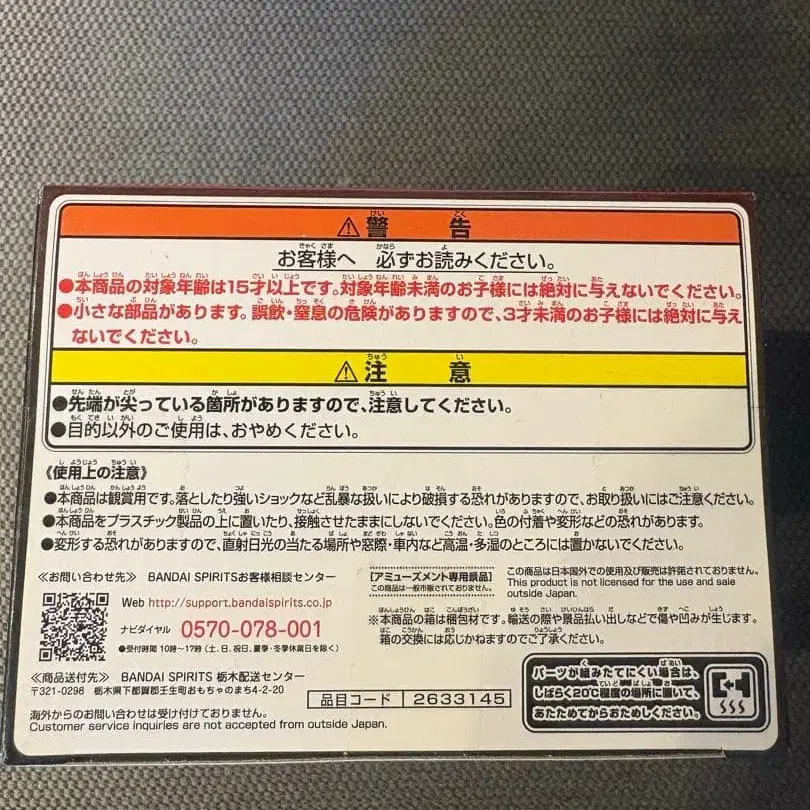 ⚠警告
お客様へ 必ずお読みください。
●本商品の対象年齢は15才以上です。対象年齢未満のお子様には絶対に与えないでください。
●小さな部品があります。誤飲・窒息の危険がありますので、3才未満のお子様には絶対に与え
ないでください。
⚠注意
●先端が尖っている箇所がありますので、注意してください。
●目的以外のご使用は、おやめください。
《使用上の注意》
●本商品は観賞用です。落としたり強いショックなど乱暴な扱いにより破損する恐れがありますので、お取り扱いにはご注意ください。
●本商品をプラスチック製品の上に置いたり、接触させたままにしないでください。色の付着や変形などの恐れがあります。
●変形する恐れがありますので、直射日光の当たる場所や窓際・車内など高温・多湿のところには置かないでください。
≪お問い合わせ先≫ BANDAI SPIRITSお客様相談センター
Web http://support.bandaispirits.co.jp
ナビダイヤル 0570-078-001
●受付時間 10時〜17時(土、日、祝日、夏季・冬季休業日を除く)
≪商品送付先≫ BANDAI SPIRITS 栃木配送センター
〒321-0298 栃木県下都賀郡壬生町おもちゃのまち4-2-20
海外からのお問い合わせは受け付けておりません。
Customer service inquiries are not accepted from outside Japan.
[アミューズメント専用景品]
この商品は一般市販されておりません。
この商品は日本国外での使用及び販売は許諾されておりません。
This product is not licensed for the use and sale
outside Japan.
※本商品の箱は梱包材です。輸送の際や景品払い出しなどで傷や凹みが生じます。
箱の交換には応じかねますのでご了承ください。
品目コード 2633145
パーツが組みたてにくい場合は、
しばらく20℃程度の場所に置いて、
あたためてからおためしください。